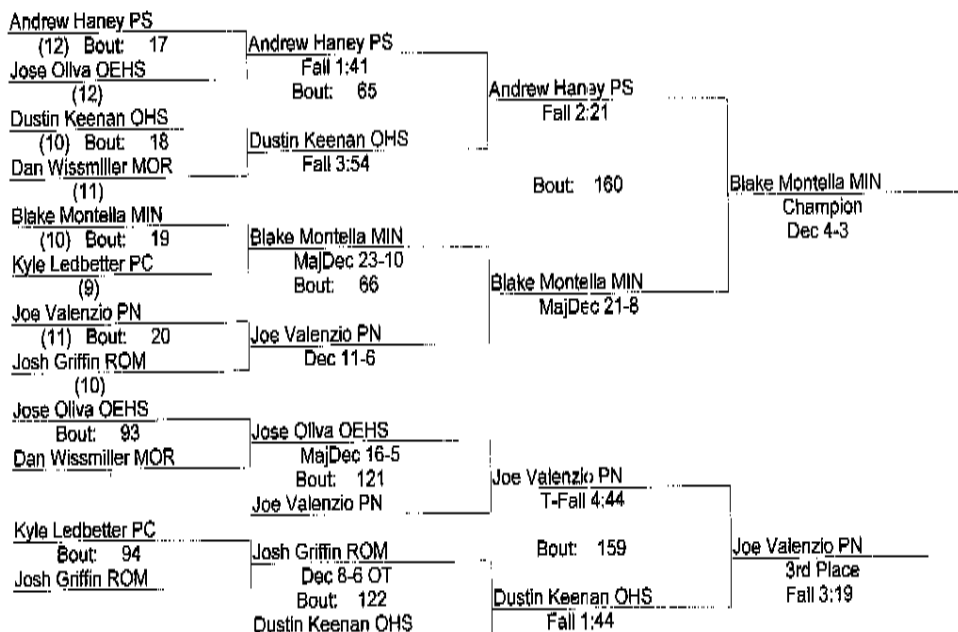 Andrew Haney PS
(12) Bout: 17
Jose Oliva OEHS
(12)
Dustin Keenan OHS
(10) Bout: 18
Dan Wissmiller MOR
(11)
Blake Montella MIN
(10) Bout: 19
Kyle Ledbetter PC
(9)
Joe Valenzio PN
(11) Bout: 20
Josh Griffin ROM
(10)
Jose Oliva OEHS
Bout: 93
Dan Wissmiller MOR
Kyle Ledbetter PC
Bout: 94
Josh Griffin ROM
Andrew Haney PS
Fall 1:41
Bout: 65
Dustin Keenan OHS
Fall 3:54
Blake Montella MIN
MajDec 23-10
Bout: 66
Joe Valenzio PN
Dec 11-6
Jose Oliva OEHS
MajDec 16-5
Bout: 121
Joe Valenzio PN
Josh Griffin ROM
Dec 8-6 OT
Bout: 122
Dustin Keenan OHS
Andrew Haney PS
Fall 2:21
Bout: 160
Blake Montella MIN
MajDec 21-8
Joe Valenzio PN
T-Fall 4:44
Bout: 159
Dustin Keenan OHS
Fall 1:44
Blake Montella MIN
Champion
Dec 4-3
Joe Valenzio PN
3rd Place
Fall 3:19